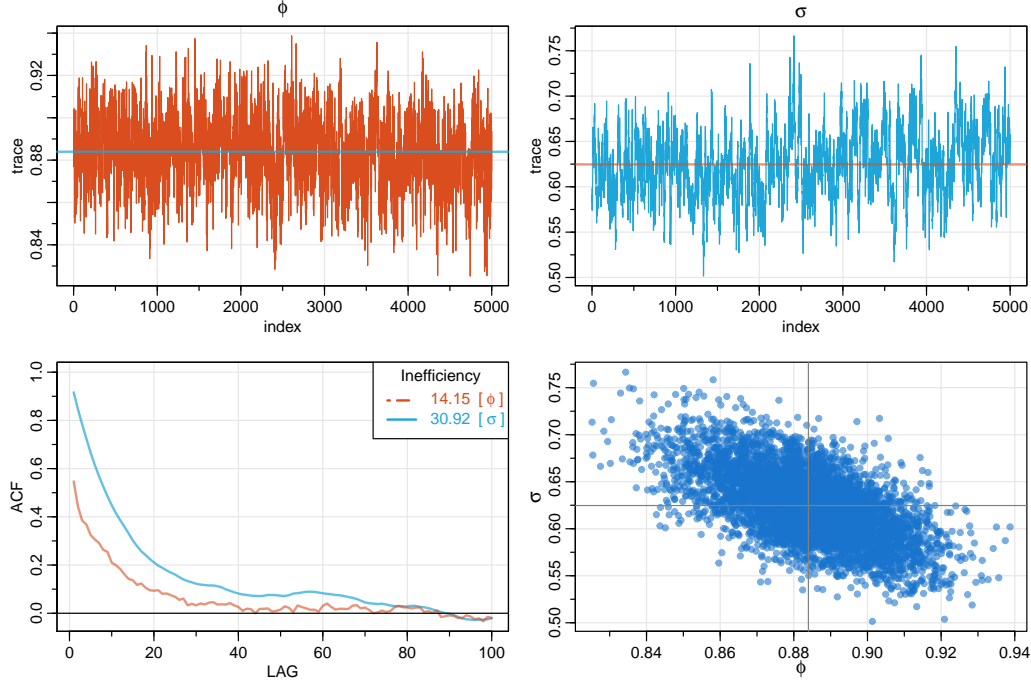 ϕ
trace
0.84 0.88 0.92
0 1000 2000 3000 4000 5000
index
σ
trace
0.50 0.55 0.60 0.65 0.70 0.75
0 1000 2000 3000 4000 5000
index
ACF
0.0 0.2 0.4 0.6 0.8 1.0
Inefficiency
14.15 [ ϕ ]
30.92 [ σ ]
0 20 40 60 80 100
LAG
σ
0.50 0.55 0.60 0.65 0.70 0.75
0.84 0.86 0.88 0.90 0.92 0.94
ϕ